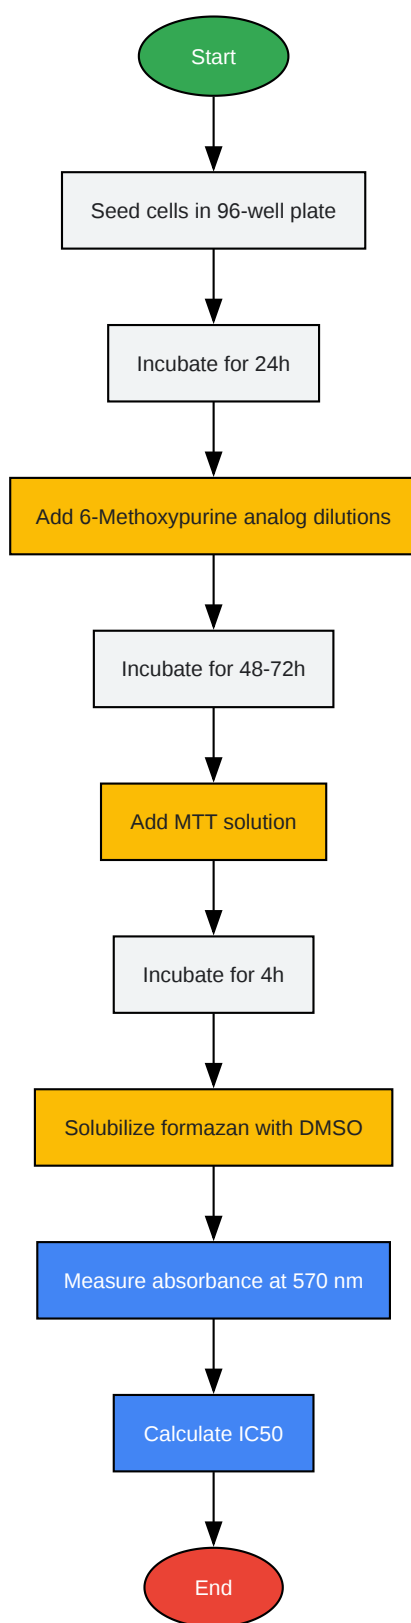 Start
Seed cells in 96-well plate
Incubate for 24h
Add 6-Methoxypurine analog dilutions
Incubate for 48-72h
Add MTT solution
Incubate for 4h
Solubilize formazan with DMSO
Measure absorbance at 570 nm
Calculate IC50
End